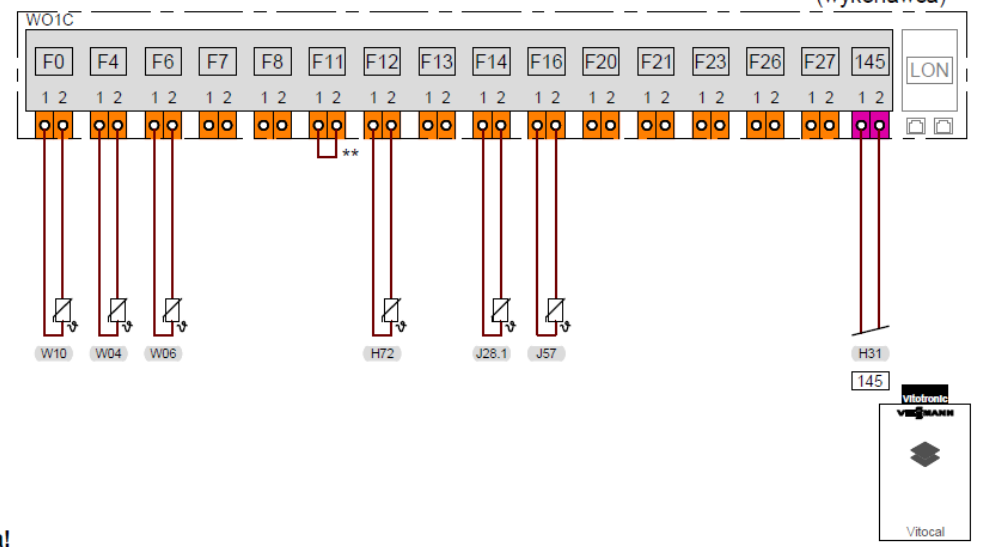 (wykonawca)
WO1C
F0 F4 F6 F7 F8 F11 F12 F13 F14 F16 F20 F21 F23 F26 F27 145 LON
1 2 1 2 1 2 1 2 1 2 1 2 1 2 1 2 1 2 1 2 1 2 1 2 1 2 1 2 1 2 1 2
**
ϑ ϑ ϑ ϑ ϑ ϑ
W10 W04 W06 H72 J28.1 J57 H31
145
Vitotronic
VIESMANN
Vitocal
!